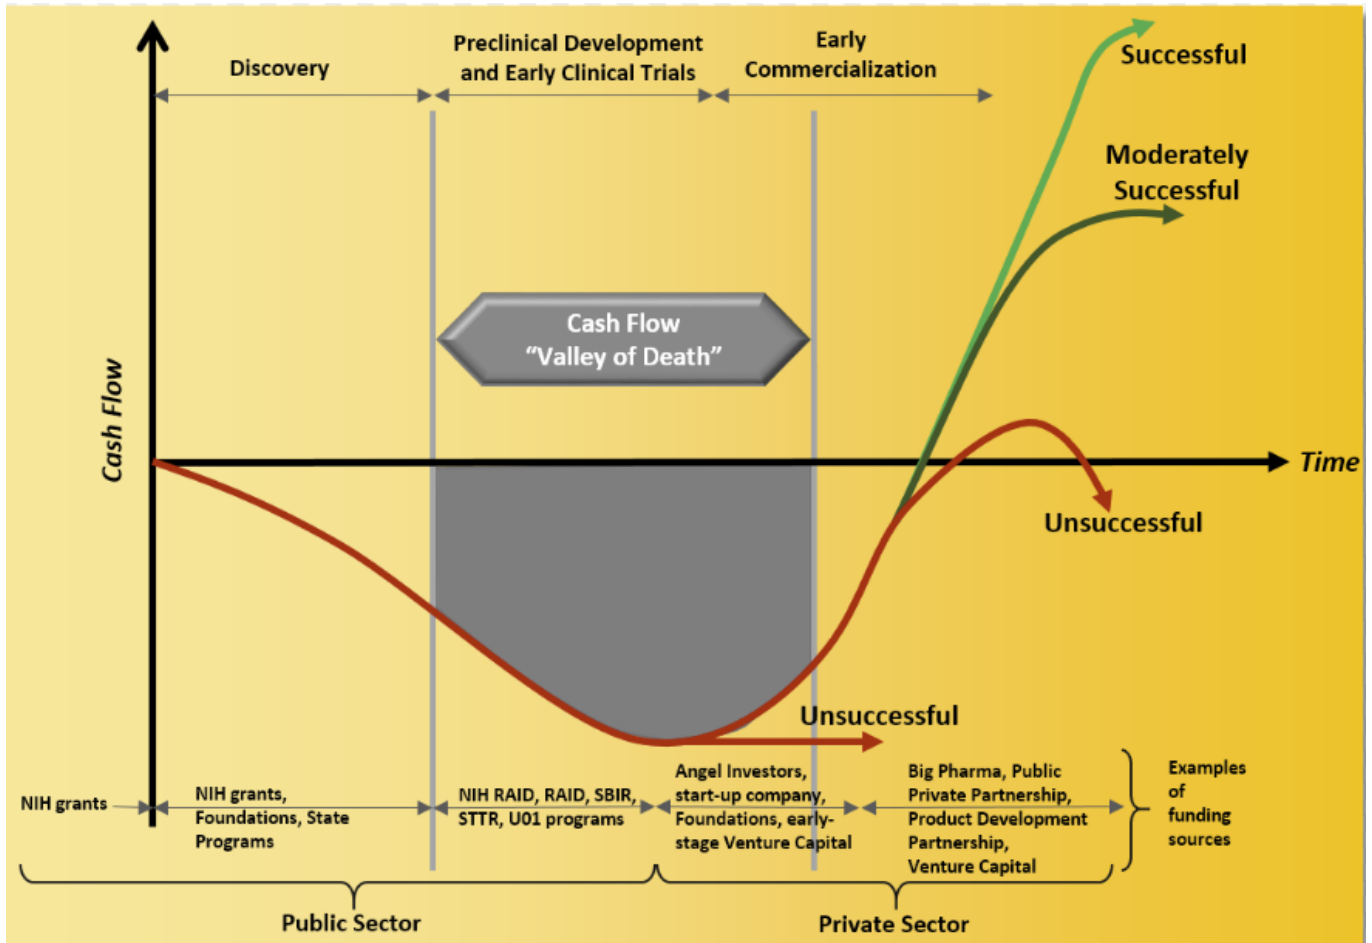 Discovery
Preclinical Development
and Early Clinical Trials
Early
Commercialization
Successful
Moderately
Successful
Cash Flow
“Valley of Death”
Cash Flow
Time
Unsuccessful
Unsuccessful
NIH grants
NIH grants,
Foundations, State
Programs
NIH RAID, RAID, SBIR,
STTR, U01 programs
Angel Investors,
start-up company,
Foundations, early-
stage Venture Capital
Big Pharma, Public
Private Partnership,
Product Development
Partnership,
Venture Capital
Examples
of
funding
sources
Public Sector
Private Sector